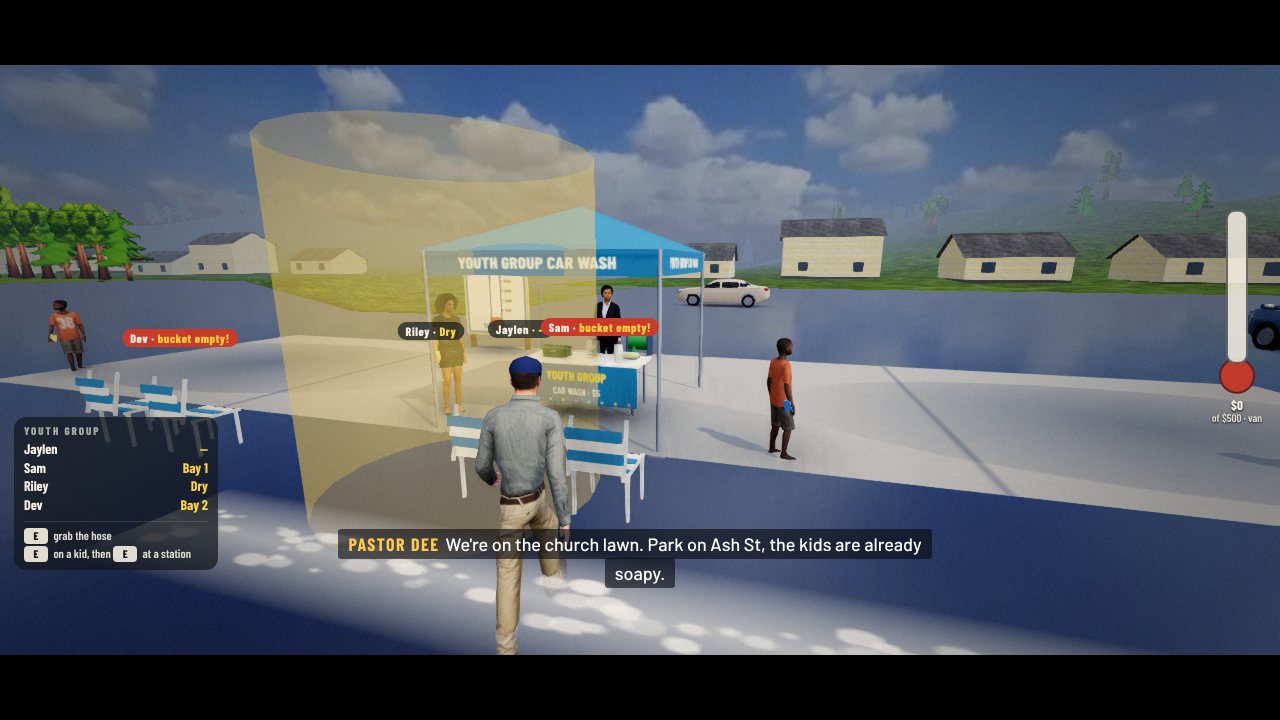 YOUTH GROUP CAR WASH
Riley · Dry
Jaylen ·
Sam · bucket empty!
Dev · bucket empty!
38
YOUTH GROUP
CAR WASH · $5
$0
of $500 · van
YOUTH GROUP
Jaylen –
Sam Bay 1
Riley Dry
Dev Bay 2
E grab the hose
E on a kid, then E at a station
PASTOR DEE We're on the church lawn. Park on Ash St, the kids are already
soapy.